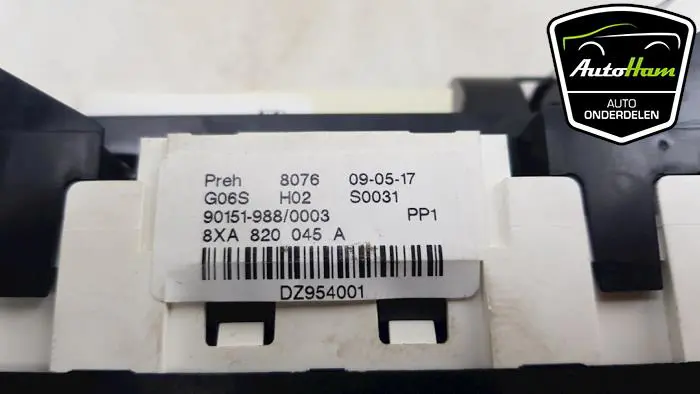 AutoHam
AUTO
ONDERDELEN
Preh 8076 09-05-17
G06S H02 S0031
90151-988/0003 PP1
8XA 820 045 A
DZ954001